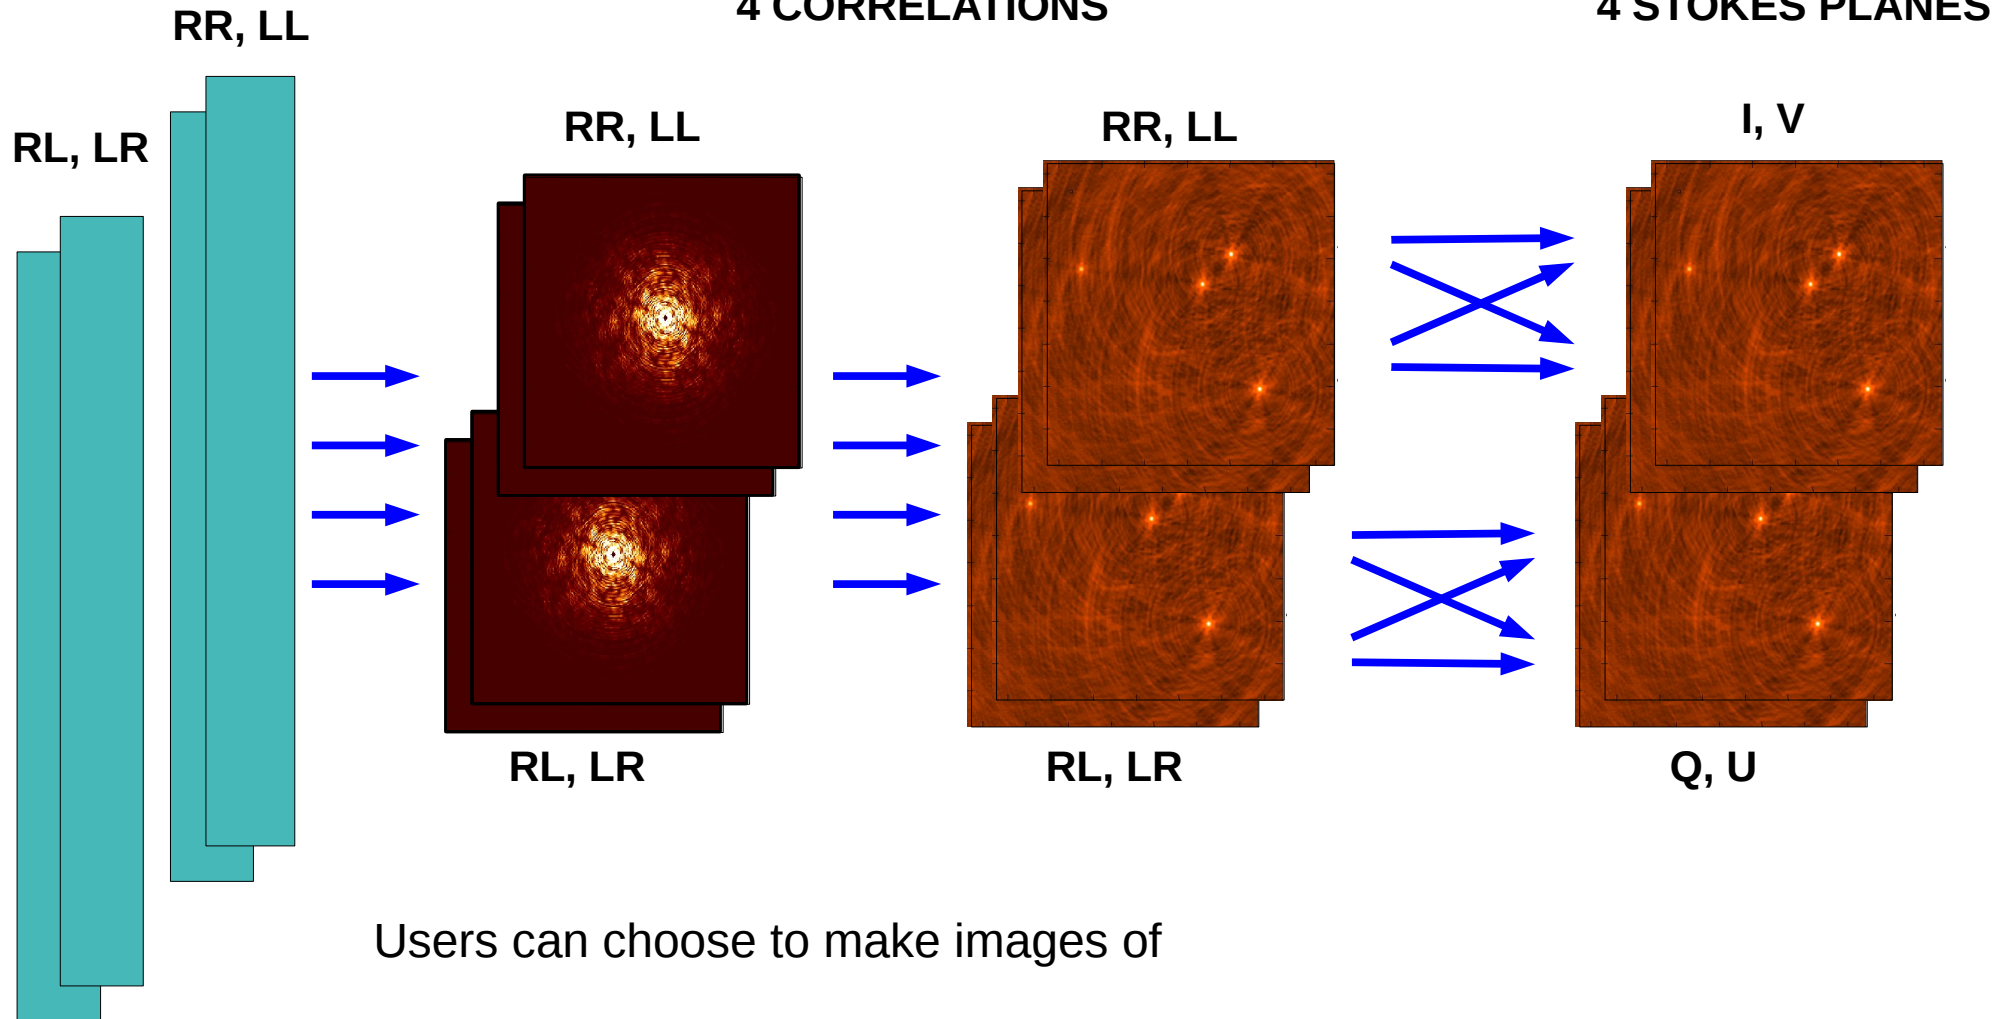 4 CORRELATIONS
4 STOKES PLANES
RR, LL
RL, LR
RR, LL
RR, LL
I, V
RL, LR
RL, LR
Q, U
Users can choose to make images of